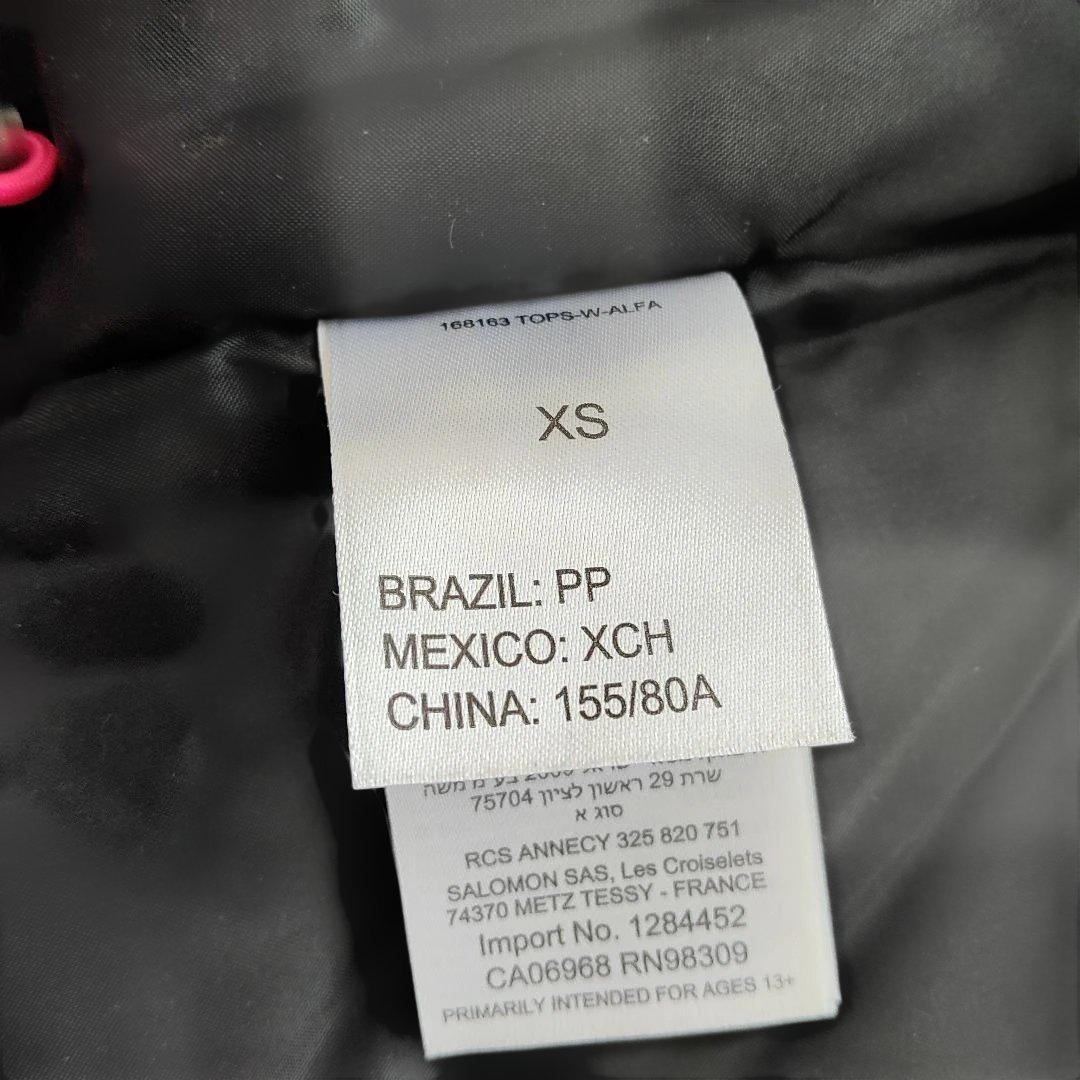 168163 TOPS-W-ALFA
XS
BRAZIL: PP
MEXICO: XCH
CHINA: 155/80A
בע"מ משה
שרת 29 ראשון לציון 75704
סוג א
RCS ANNECY 325 820 751
SALOMON SAS, Les Croiselets
74370 METZ TESSY - FRANCE
Import No. 1284452
CA06968 RN98309
PRIMARILY INTENDED FOR AGES 13+